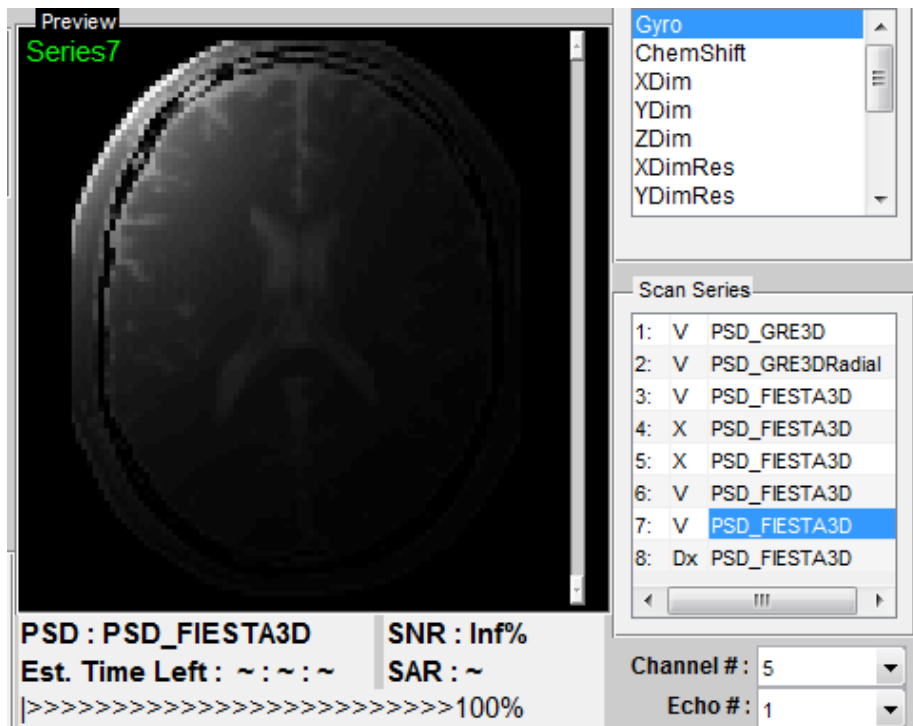 Preview
Series7
Gyro
ChemShift
XDim
YDim
ZDim
XDimRes
YDimRes
Scan Series
1: V PSD_GRE3D
2: V PSD_GRE3DRadial
3: V PSD_FIESTA3D
4: X PSD_FIESTA3D
5: X PSD_FIESTA3D
6: V PSD_FIESTA3D
7: V PSD_FIESTA3D
8: Dx PSD_FIESTA3D
PSD : PSD_FIESTA3D SNR : Inf%
Est. Time Left : ~ : ~ : ~ SAR : ~
|>>>>>>>>>>>>>>>>>>>>>>>>>100%
Channel # : 5
Echo # : 1